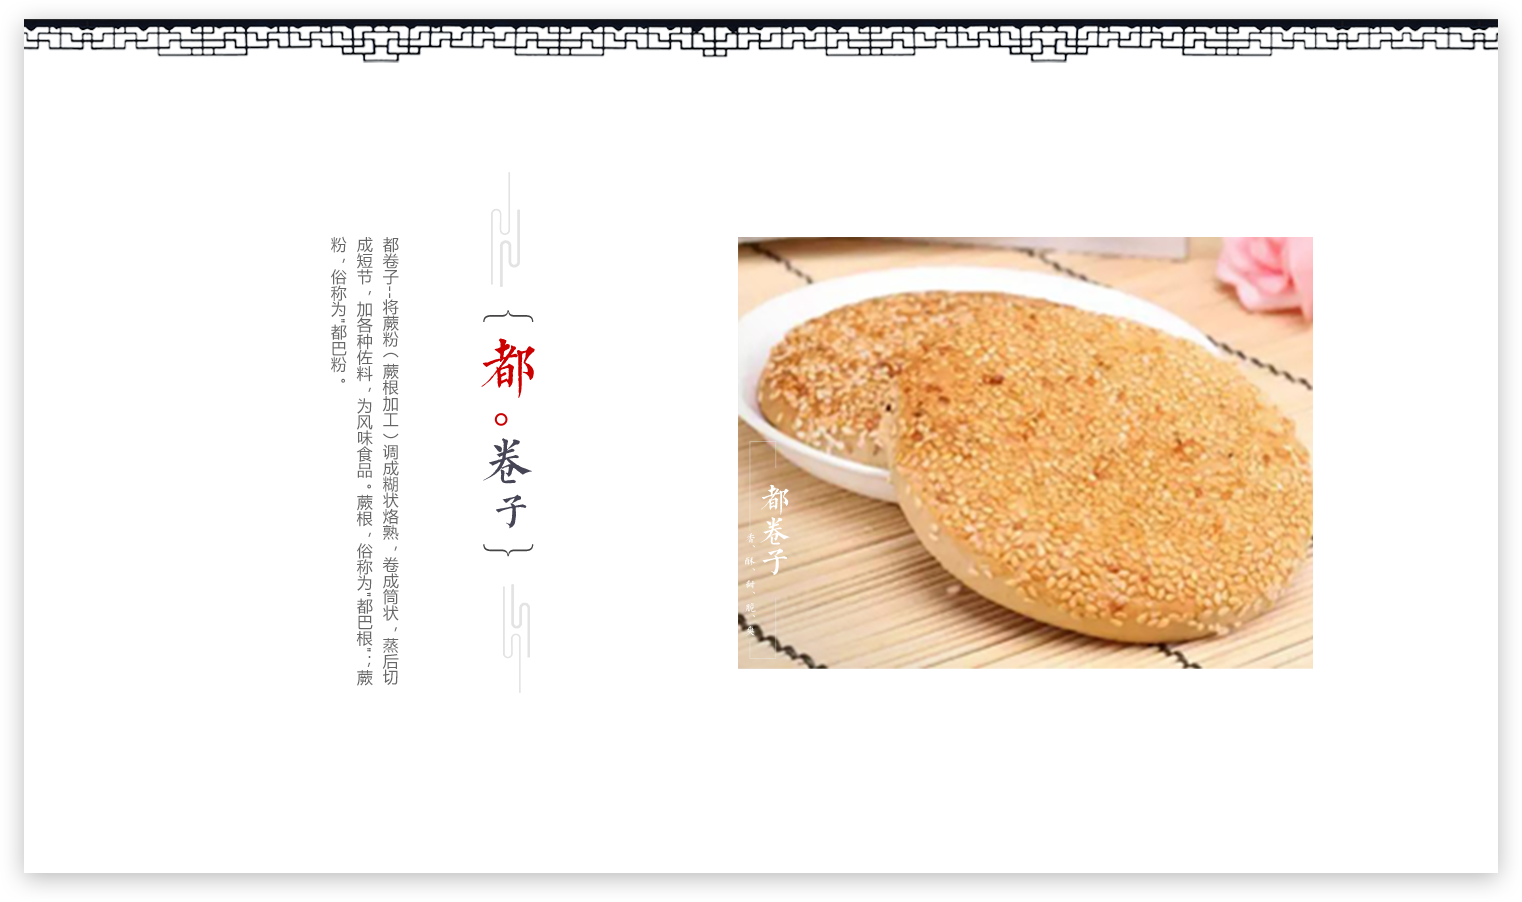 都卷子
都。卷子
都卷子--将蕨粉(蕨根加工)调成糊状烙熟,卷成筒状,蒸后切
成短节,加各种佐料,为风味食品。蕨根,俗称为"都巴根";蕨
粉,俗称为"都巴粉。